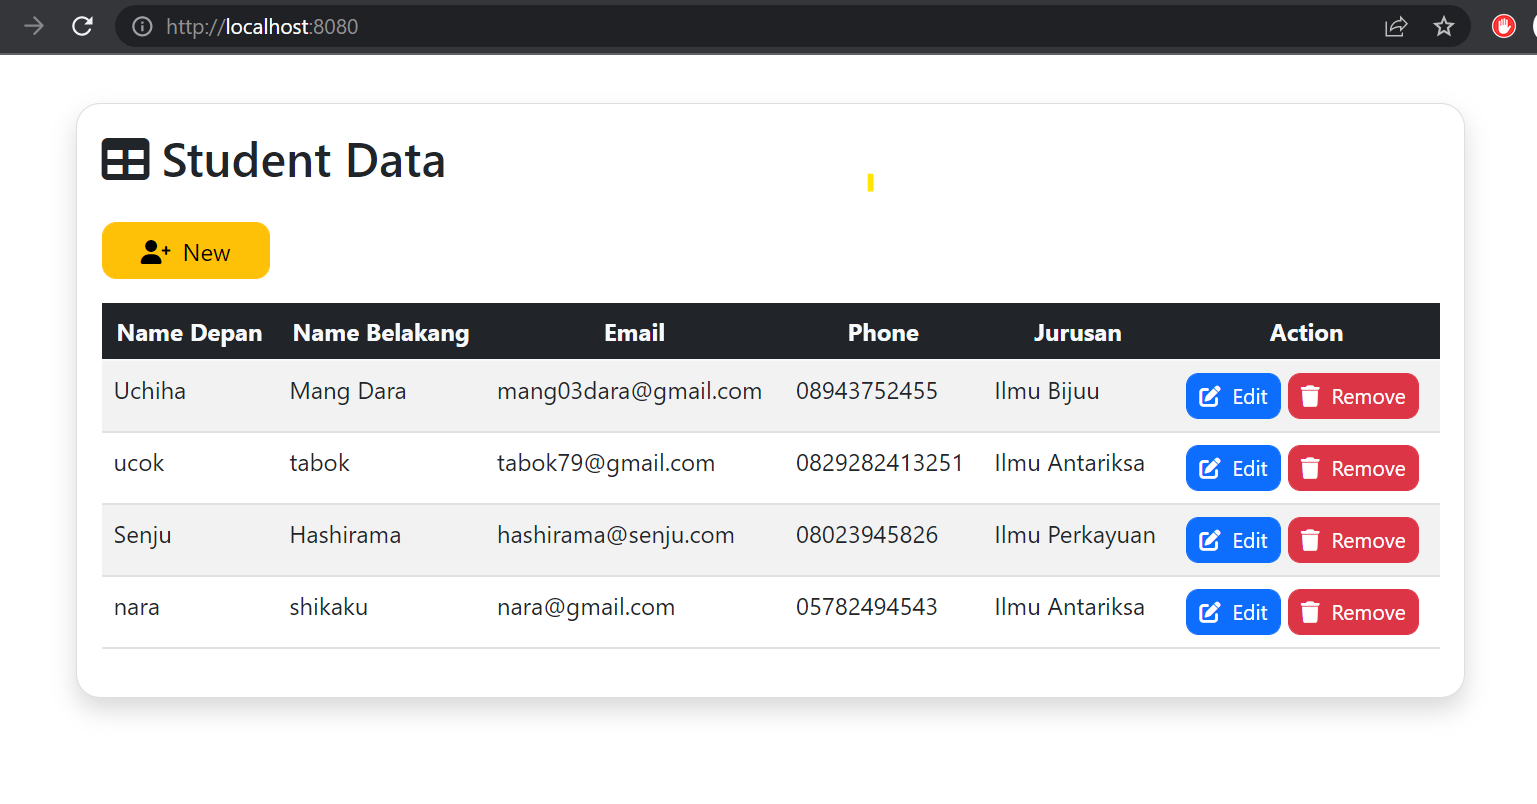 http://localhost:8080
Student Data
New
Name Depan Name Belakang Email Phone Jurusan Action
Uchiha Mang Dara mang03dara@gmail.com 08943752455 Ilmu Bijuu Edit Remove
ucok tabok tabok79@gmail.com 0829282413251 Ilmu Antariksa Edit Remove
Senju Hashirama hashirama@senju.com 08023945826 Ilmu Perkayuan Edit Remove
nara shikaku nara@gmail.com 05782494543 Ilmu Antariksa Edit Remove